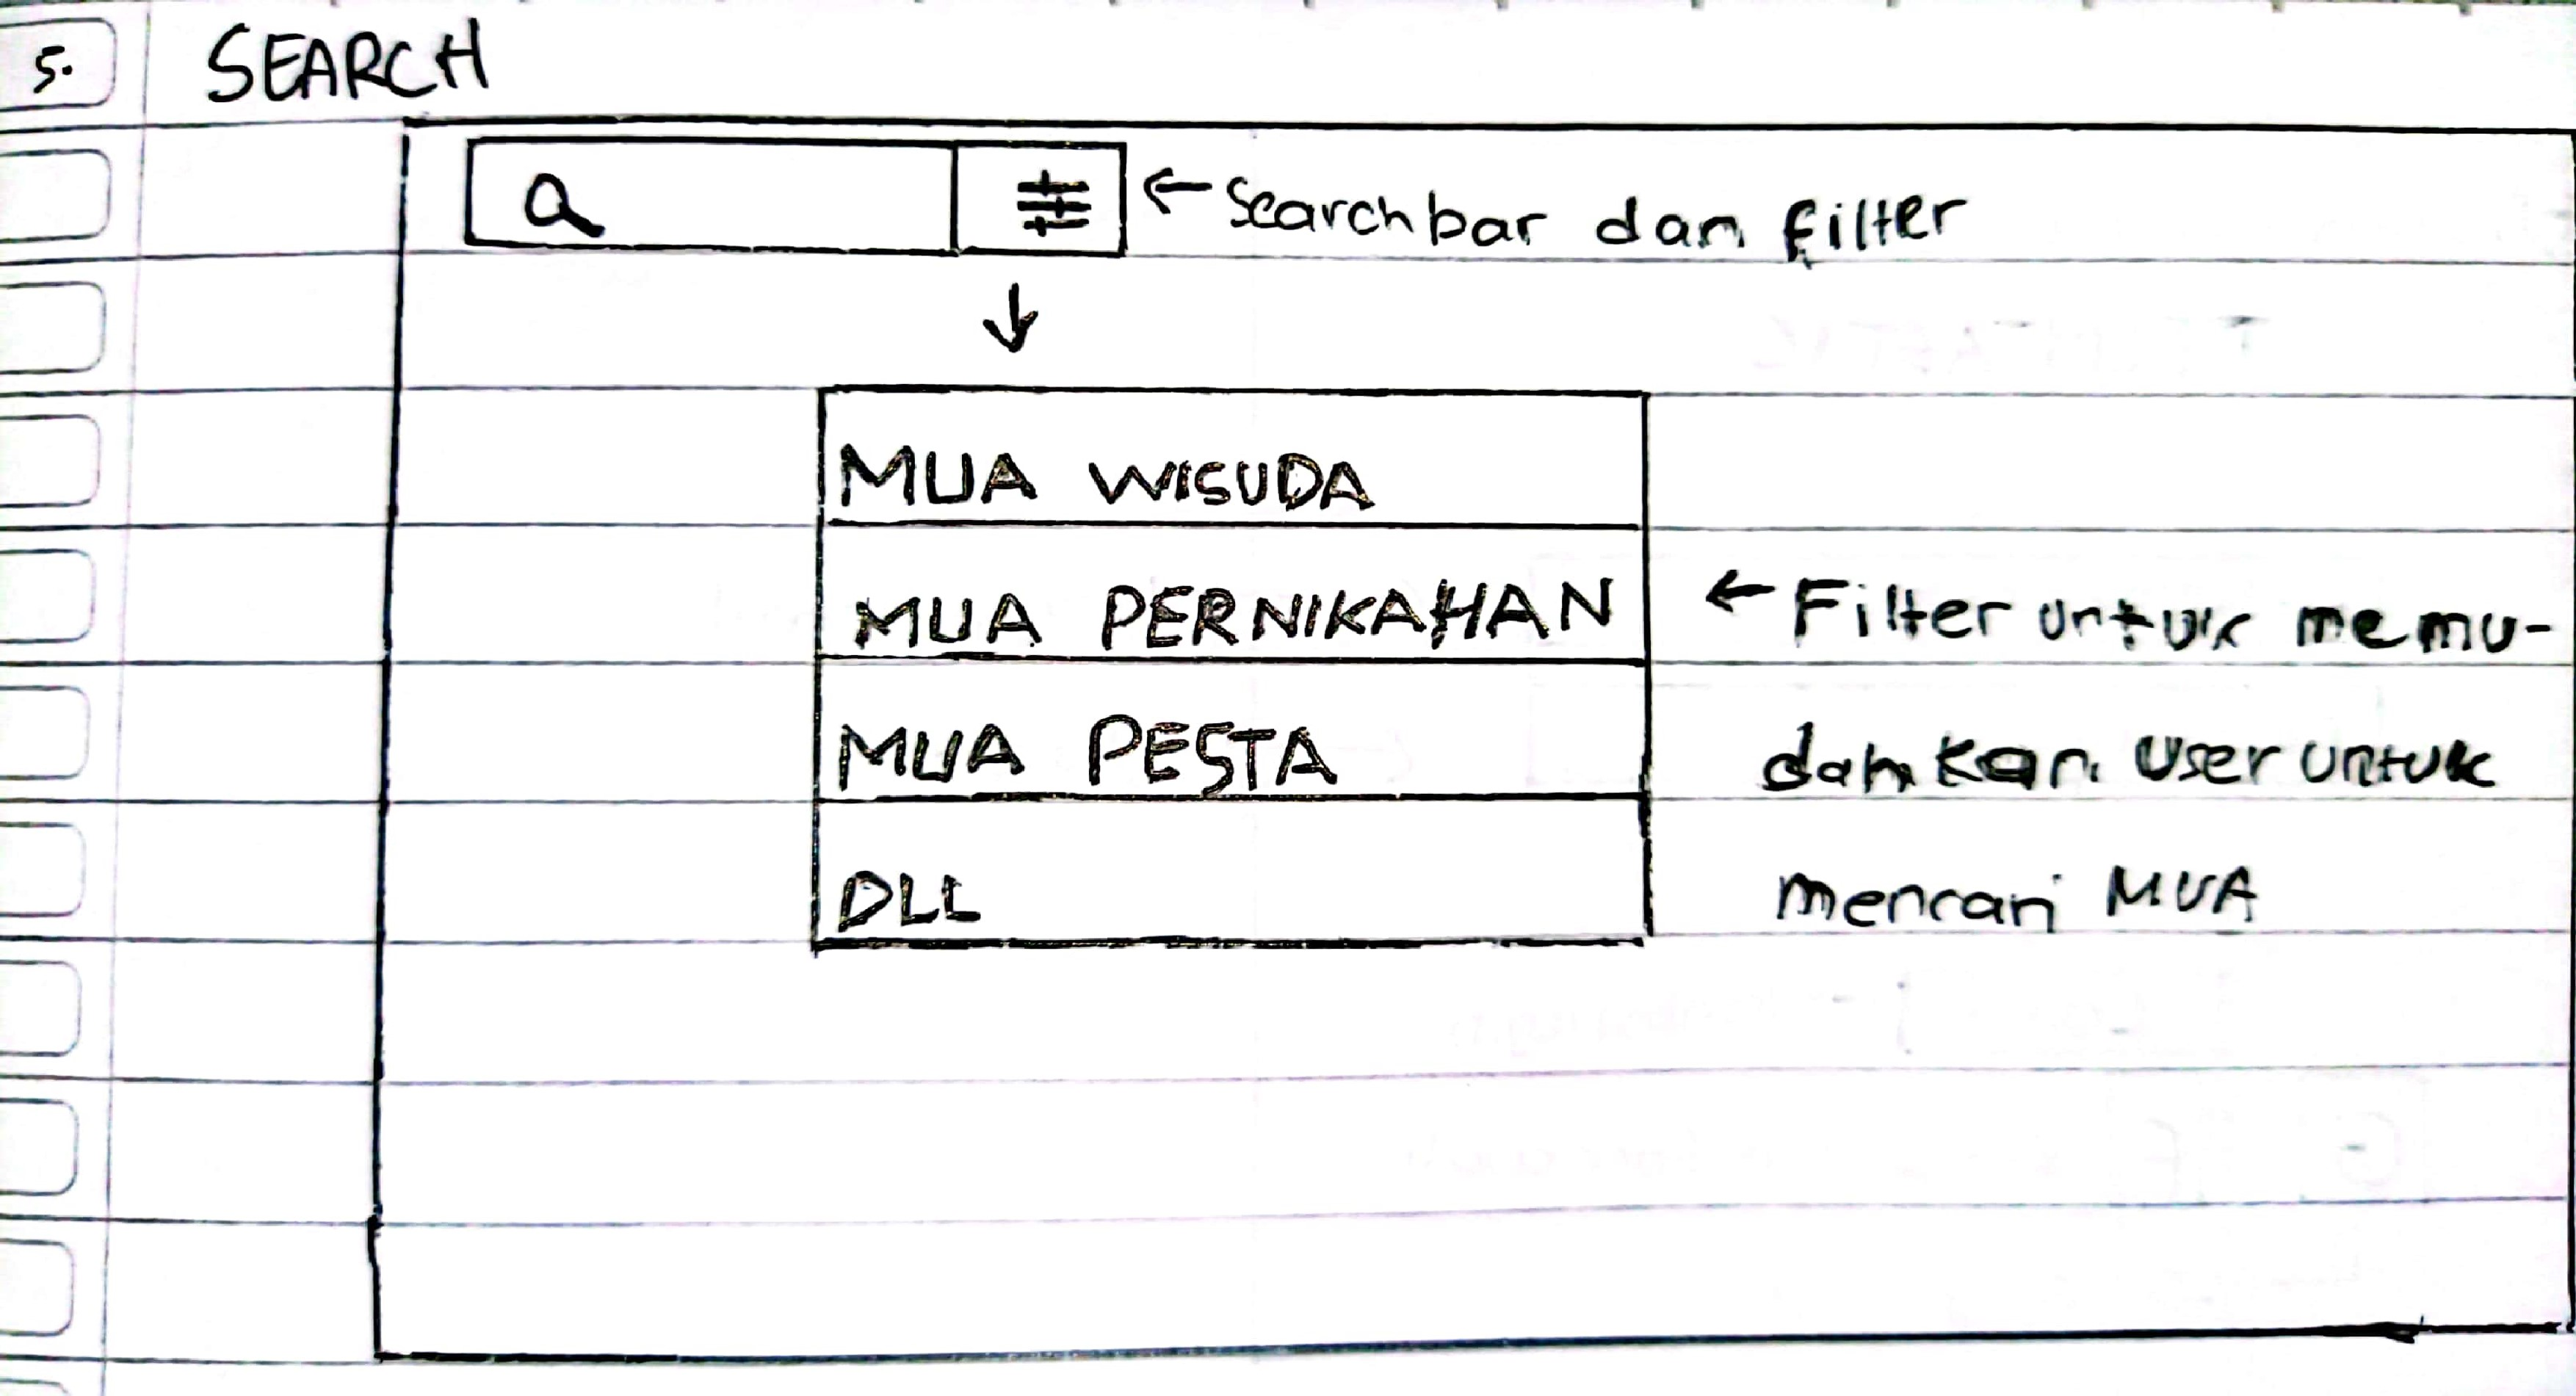 5. SEARCH
← Searchbar dan filter
↓
MUA WISUDA
MUA PERNIKAHAN
← Filter untuk memu-
MUA PESTA
dahkan user untuk
DLL
mencari MUA